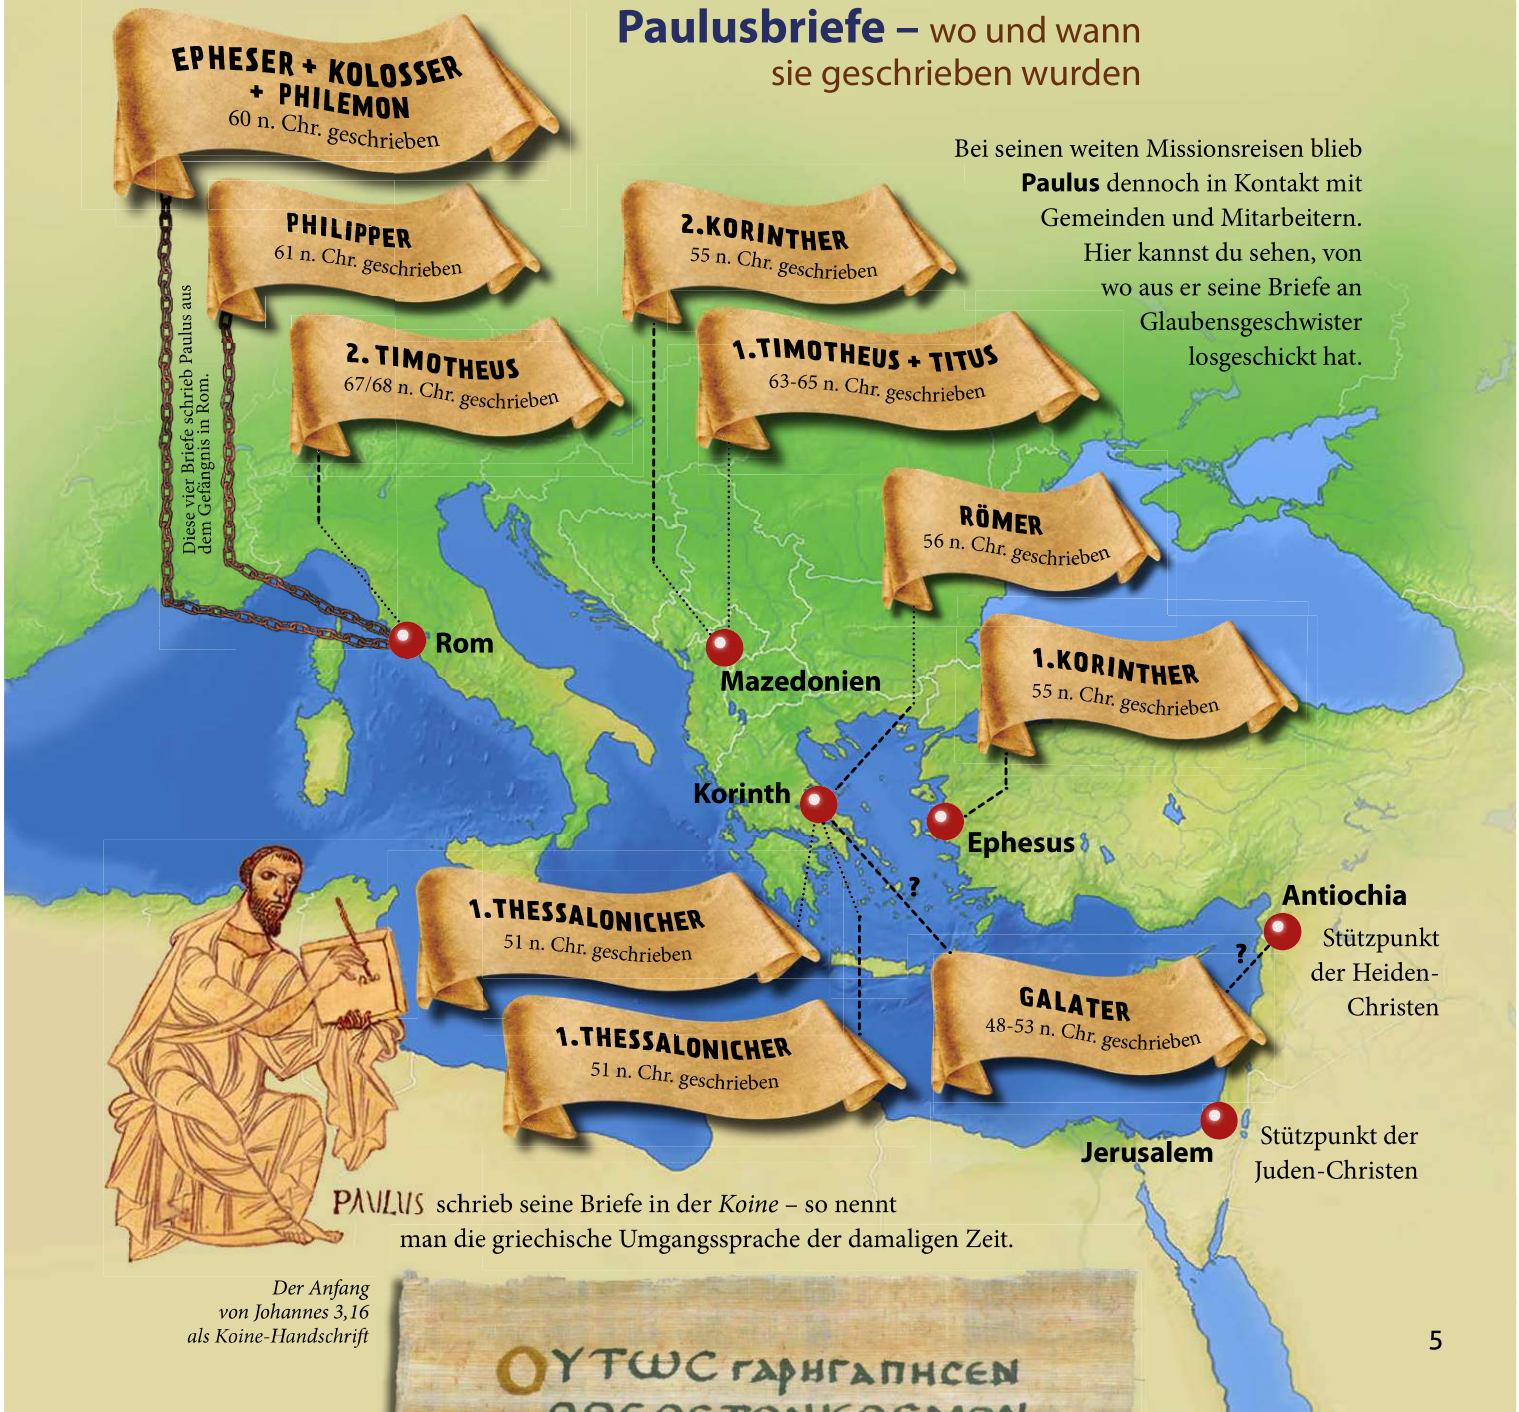 Paulusbriefe – wo und wann
sie geschrieben wurden
EPHESER + KOLOSSER
+ PHILEMON
60 n. Chr. geschrieben
PHILIPPER
61 n. Chr. geschrieben
2. TIMOTHEUS
67/68 n. Chr. geschrieben
Diese vier Briefe schrieb Paulus aus
dem Gefängnis in Rom.
2.KORINTHER
55 n. Chr. geschrieben
1.TIMOTHEUS + TITUS
63-65 n. Chr. geschrieben
Bei seinen weiten Missionsreisen blieb
Paulus dennoch in Kontakt mit
Gemeinden und Mitarbeitern.
Hier kannst du sehen, von
wo aus er seine Briefe an
Glaubensgeschwister
losgeschickt hat.
RÖMER
56 n. Chr. geschrieben
1.KORINTHER
55 n. Chr. geschrieben
Rom
Mazedonien
Korinth
Ephesus
?
Antiochia
Stützpunkt
der Heiden-
Christen
?
1.THESSALONICHER
51 n. Chr. geschrieben
1.THESSALONICHER
51 n. Chr. geschrieben
GALATER
48-53 n. Chr. geschrieben
Jerusalem
Stützpunkt der
Juden-Christen
PAULUS schrieb seine Briefe in der Koine – so nennt
man die griechische Umgangssprache der damaligen Zeit.
Der Anfang
von Johannes 3,16
als Koine-Handschrift
5
ΟΥΤѠϹ ΓΑΡΗΓΑΠΗϹΕΝ